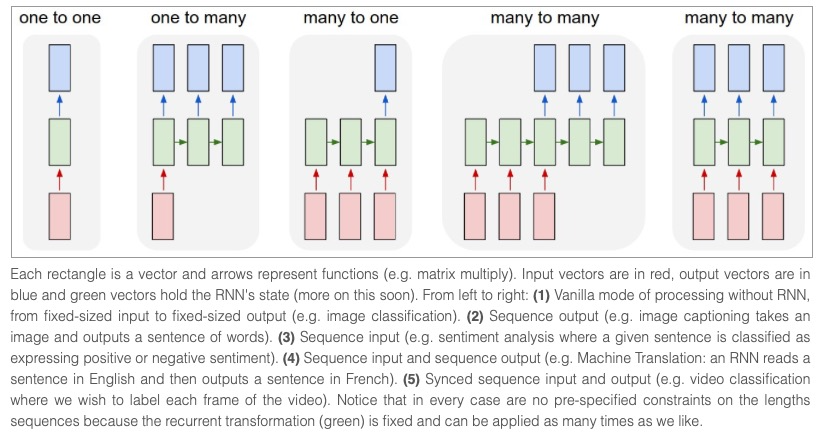 one to one one to many many to one many to many many to many
Each rectangle is a vector and arrows represent functions (e.g. matrix multiply). Input vectors are in red, output vectors are in
blue and green vectors hold the RNN's state (more on this soon). From left to right: (1) Vanilla mode of processing without RNN,
from fixed-sized input to fixed-sized output (e.g. image classification). (2) Sequence output (e.g. image captioning takes an
image and outputs a sentence of words). (3) Sequence input (e.g. sentiment analysis where a given sentence is classified as
expressing positive or negative sentiment). (4) Sequence input and sequence output (e.g. Machine Translation: an RNN reads a
sentence in English and then outputs a sentence in French). (5) Synced sequence input and output (e.g. video classification
where we wish to label each frame of the video). Notice that in every case are no pre-specified constraints on the lengths
sequences because the recurrent transformation (green) is fixed and can be applied as many times as we like.